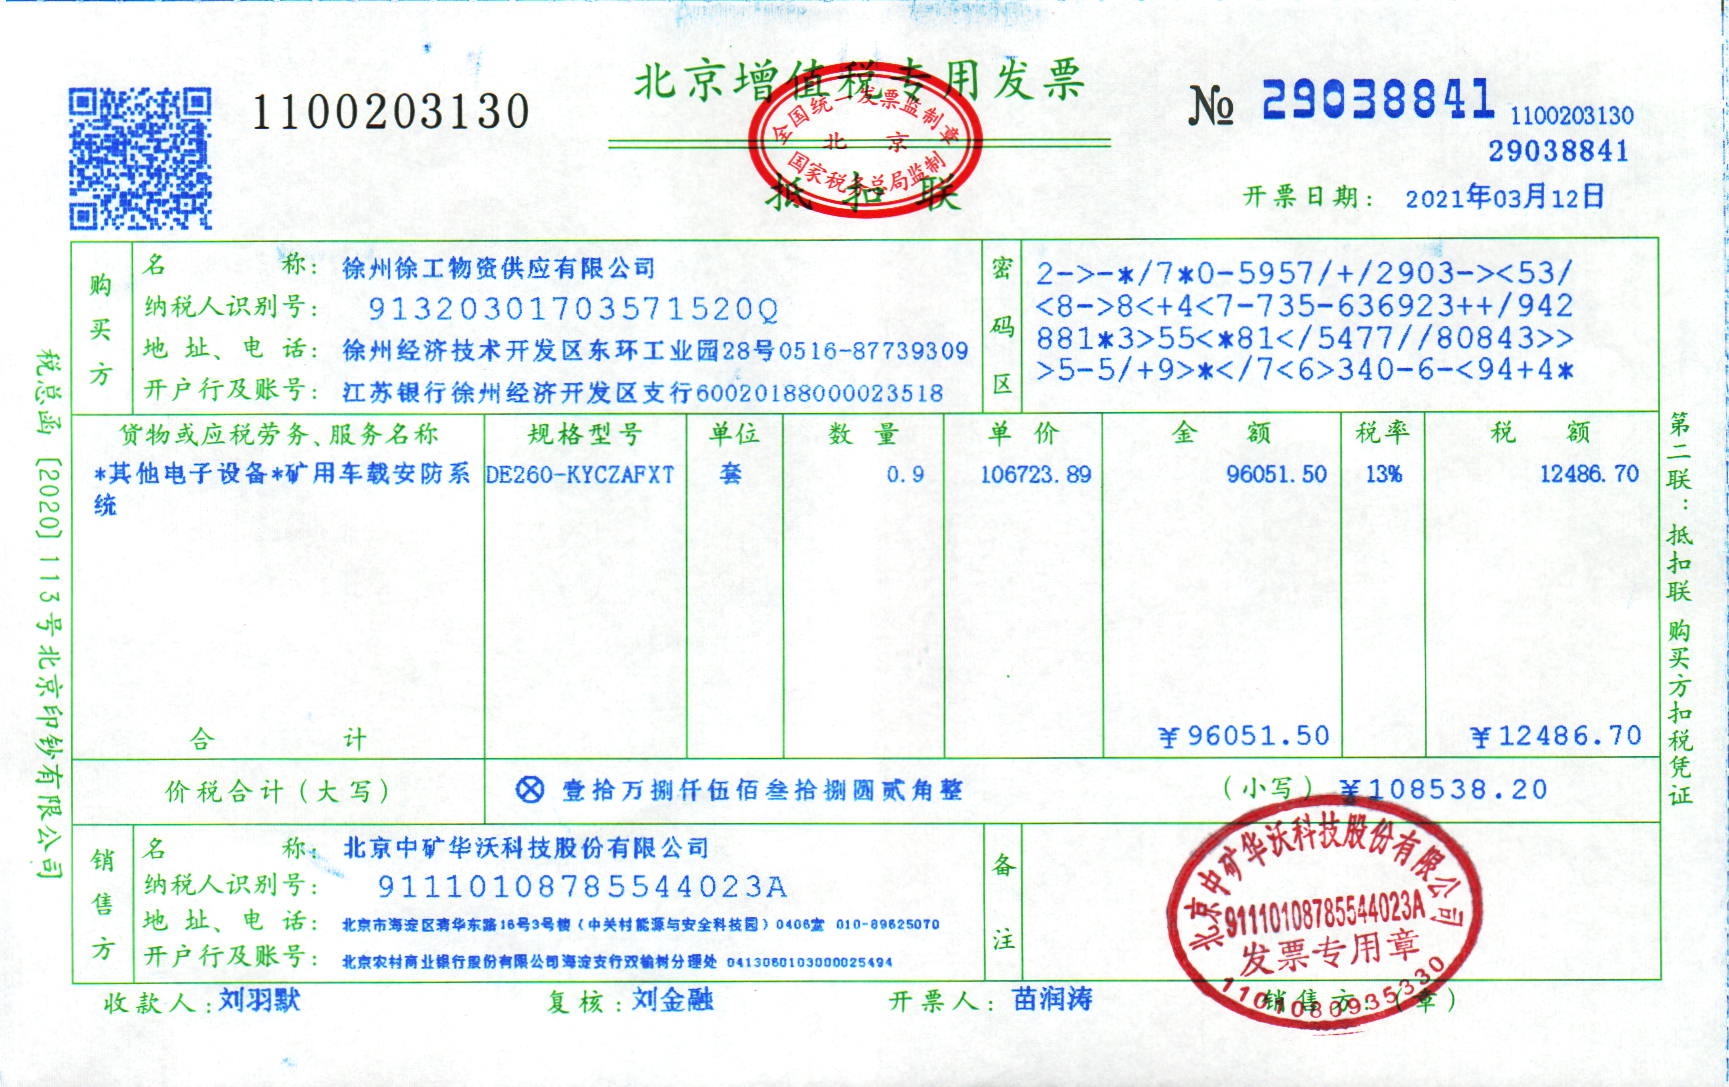 北京增值税专用发票
1100203130
№ 29038841
1100203130
29038841
全国统一发票监制章
北京
国家税务总局监制
抵扣联
开票日期： 2021年03月12日
税总函〔2020〕113号北京印钞有限公司
购买方
名称： 徐州徐工物资供应有限公司
纳税人识别号： 91320301703571520Q
地址、电话： 徐州经济技术开发区东环工业园28号0516-87739309
开户行及账号： 江苏银行徐州经济开发区支行60020188000023518
密码区
2->-*/7*0-5957/+/2903-><53/
<8->8<+4<7-735-636923++/942
881*3>55<*81</5477//80843>>
>5-5/+9>*</7<6>340-6-<94+4*
货物或应税劳务、服务名称 规格型号 单位 数量 单价 金额 税率 税额
*其他电子设备*矿用车载安防系 DE260-KYCZAFXT 套 0.9 106723.89 96051.50 13% 12486.70
统
合计 ￥96051.50 ￥12486.70
价税合计（大写） ⊗壹拾万捌仟伍佰叁拾捌圆贰角整 （小写） ￥108538.20
销售方
名称： 北京中矿华沃科技股份有限公司
纳税人识别号： 91110108785544023A
地址、电话： 北京市海淀区清华东路16号3号楼（中关村能源与安全科技园）0406室 010-89625070
开户行及账号： 北京农村商业银行股份有限公司海淀支行双榆树分理处 0413060103000025494
备注
北京中矿华沃科技股份有限公司
91110108785544023A
发票专用章
1101080935330
收款人：刘羽默 复核：刘金融 开票人：苗润涛 销售方：（章）
第二联：抵扣联 购买方扣税凭证